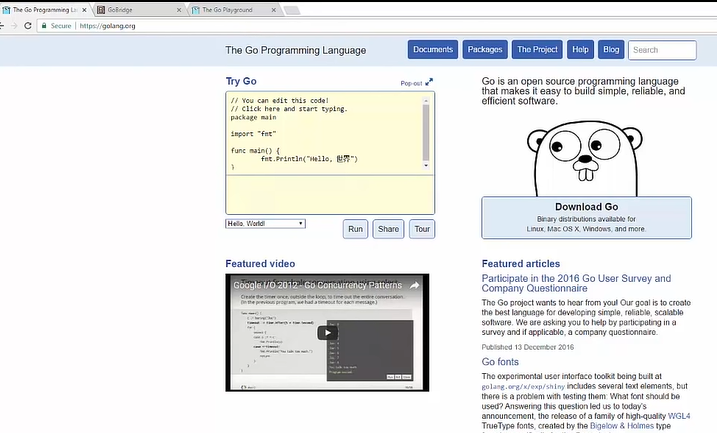 The Go Programming Lan
GoBridge
The Go Playground
Secure
https://golang.org
The Go Programming Language
Documents
Packages
The Project
Help
Blog
Search
Try Go
Pop-out
// You can edit this code!
// Click here and start typing.
package main
import "fmt"
func main() {
fmt.Println("Hello, 世界")
}
Hello, World!
Run
Share
Tour
Go is an open source programming language
that makes it easy to build simple, reliable, and
efficient software.
Download Go
Binary distributions available for
Linux, Mac OS X, Windows, and more.
Featured video
Google I/O 2012 - Go Concurrency Patterns
Create the timer once, outside the loop, to time out the entire conversation.
(In the previous program, we had a timeout for each message.)
Featured articles
Participate in the 2016 Go User Survey and
Company Questionnaire
The Go project wants to hear from you! Our goal is to create
the best language for developing simple, reliable, scalable
software. We are asking you to help by participating in a
survey and if applicable, a company questionnaire.
Published 13 December 2016
Go fonts
The experimental user interface toolkit being built at
golang.org/x/exp/shiny includes several text elements, but
there is a problem with testing them: What font should be
used? Answering this question led us to today's
announcement, the release of a family of high-quality WGL4
TrueType fonts, created by the Bigelow & Holmes type